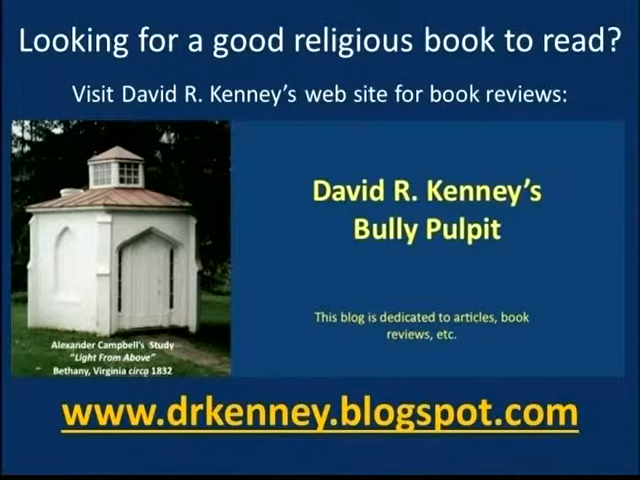 Looking for a good religious book to read?
Visit David R. Kenney's web site for book reviews:
David R. Kenney's
Bully Pulpit
This blog is dedicated to articles, book
reviews, etc.
Alexander Campbell's Study
"Light From Above"
Bethany, Virginia circa 1832
www.drkenney.blogspot.com